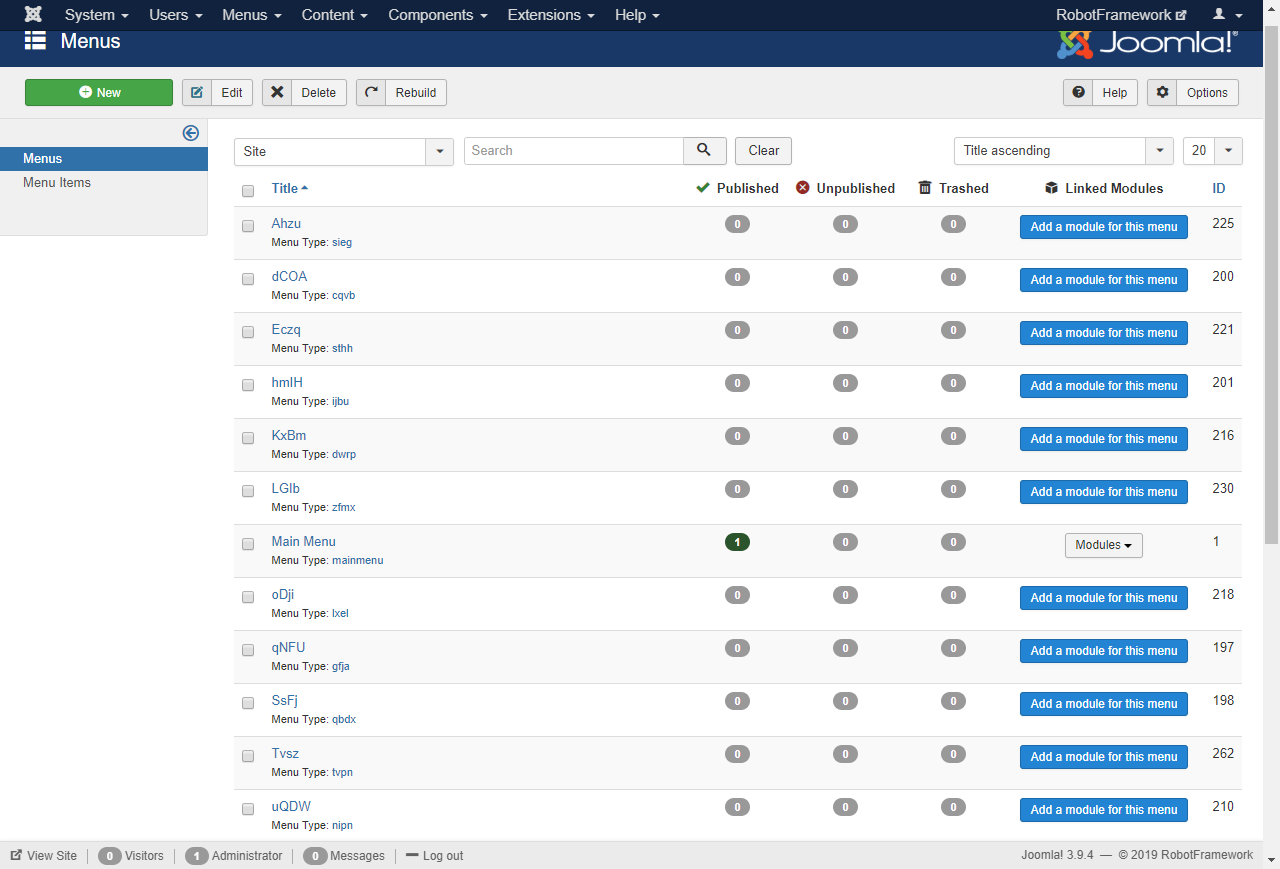 System Users Menus Content Components Extensions Help RobotFramework
Menus Joomla!®
New Edit Delete Rebuild Help Options
Menus
Menu Items
Site Search Clear Title ascending 20
Title Published Unpublished Trashed Linked Modules ID
Ahzu 0 0 0 Add a module for this menu 225
Menu Type: sieg
dCOA 0 0 0 Add a module for this menu 200
Menu Type: cqvb
Eczq 0 0 0 Add a module for this menu 221
Menu Type: sthh
hmIH 0 0 0 Add a module for this menu 201
Menu Type: ijbu
KxBm 0 0 0 Add a module for this menu 216
Menu Type: dwrp
LGlb 0 0 0 Add a module for this menu 230
Menu Type: zfmx
Main Menu 1 0 0 Modules 1
Menu Type: mainmenu
oDji 0 0 0 Add a module for this menu 218
Menu Type: lxel
qNFU 0 0 0 Add a module for this menu 197
Menu Type: gfja
SsFj 0 0 0 Add a module for this menu 198
Menu Type: qbdx
Tvsz 0 0 0 Add a module for this menu 262
Menu Type: tvpn
uQDW 0 0 0 Add a module for this menu 210
Menu Type: nipn
View Site 0 Visitors 1 Administrator 0 Messages Log out Joomla! 3.9.4 — © 2019 RobotFramework